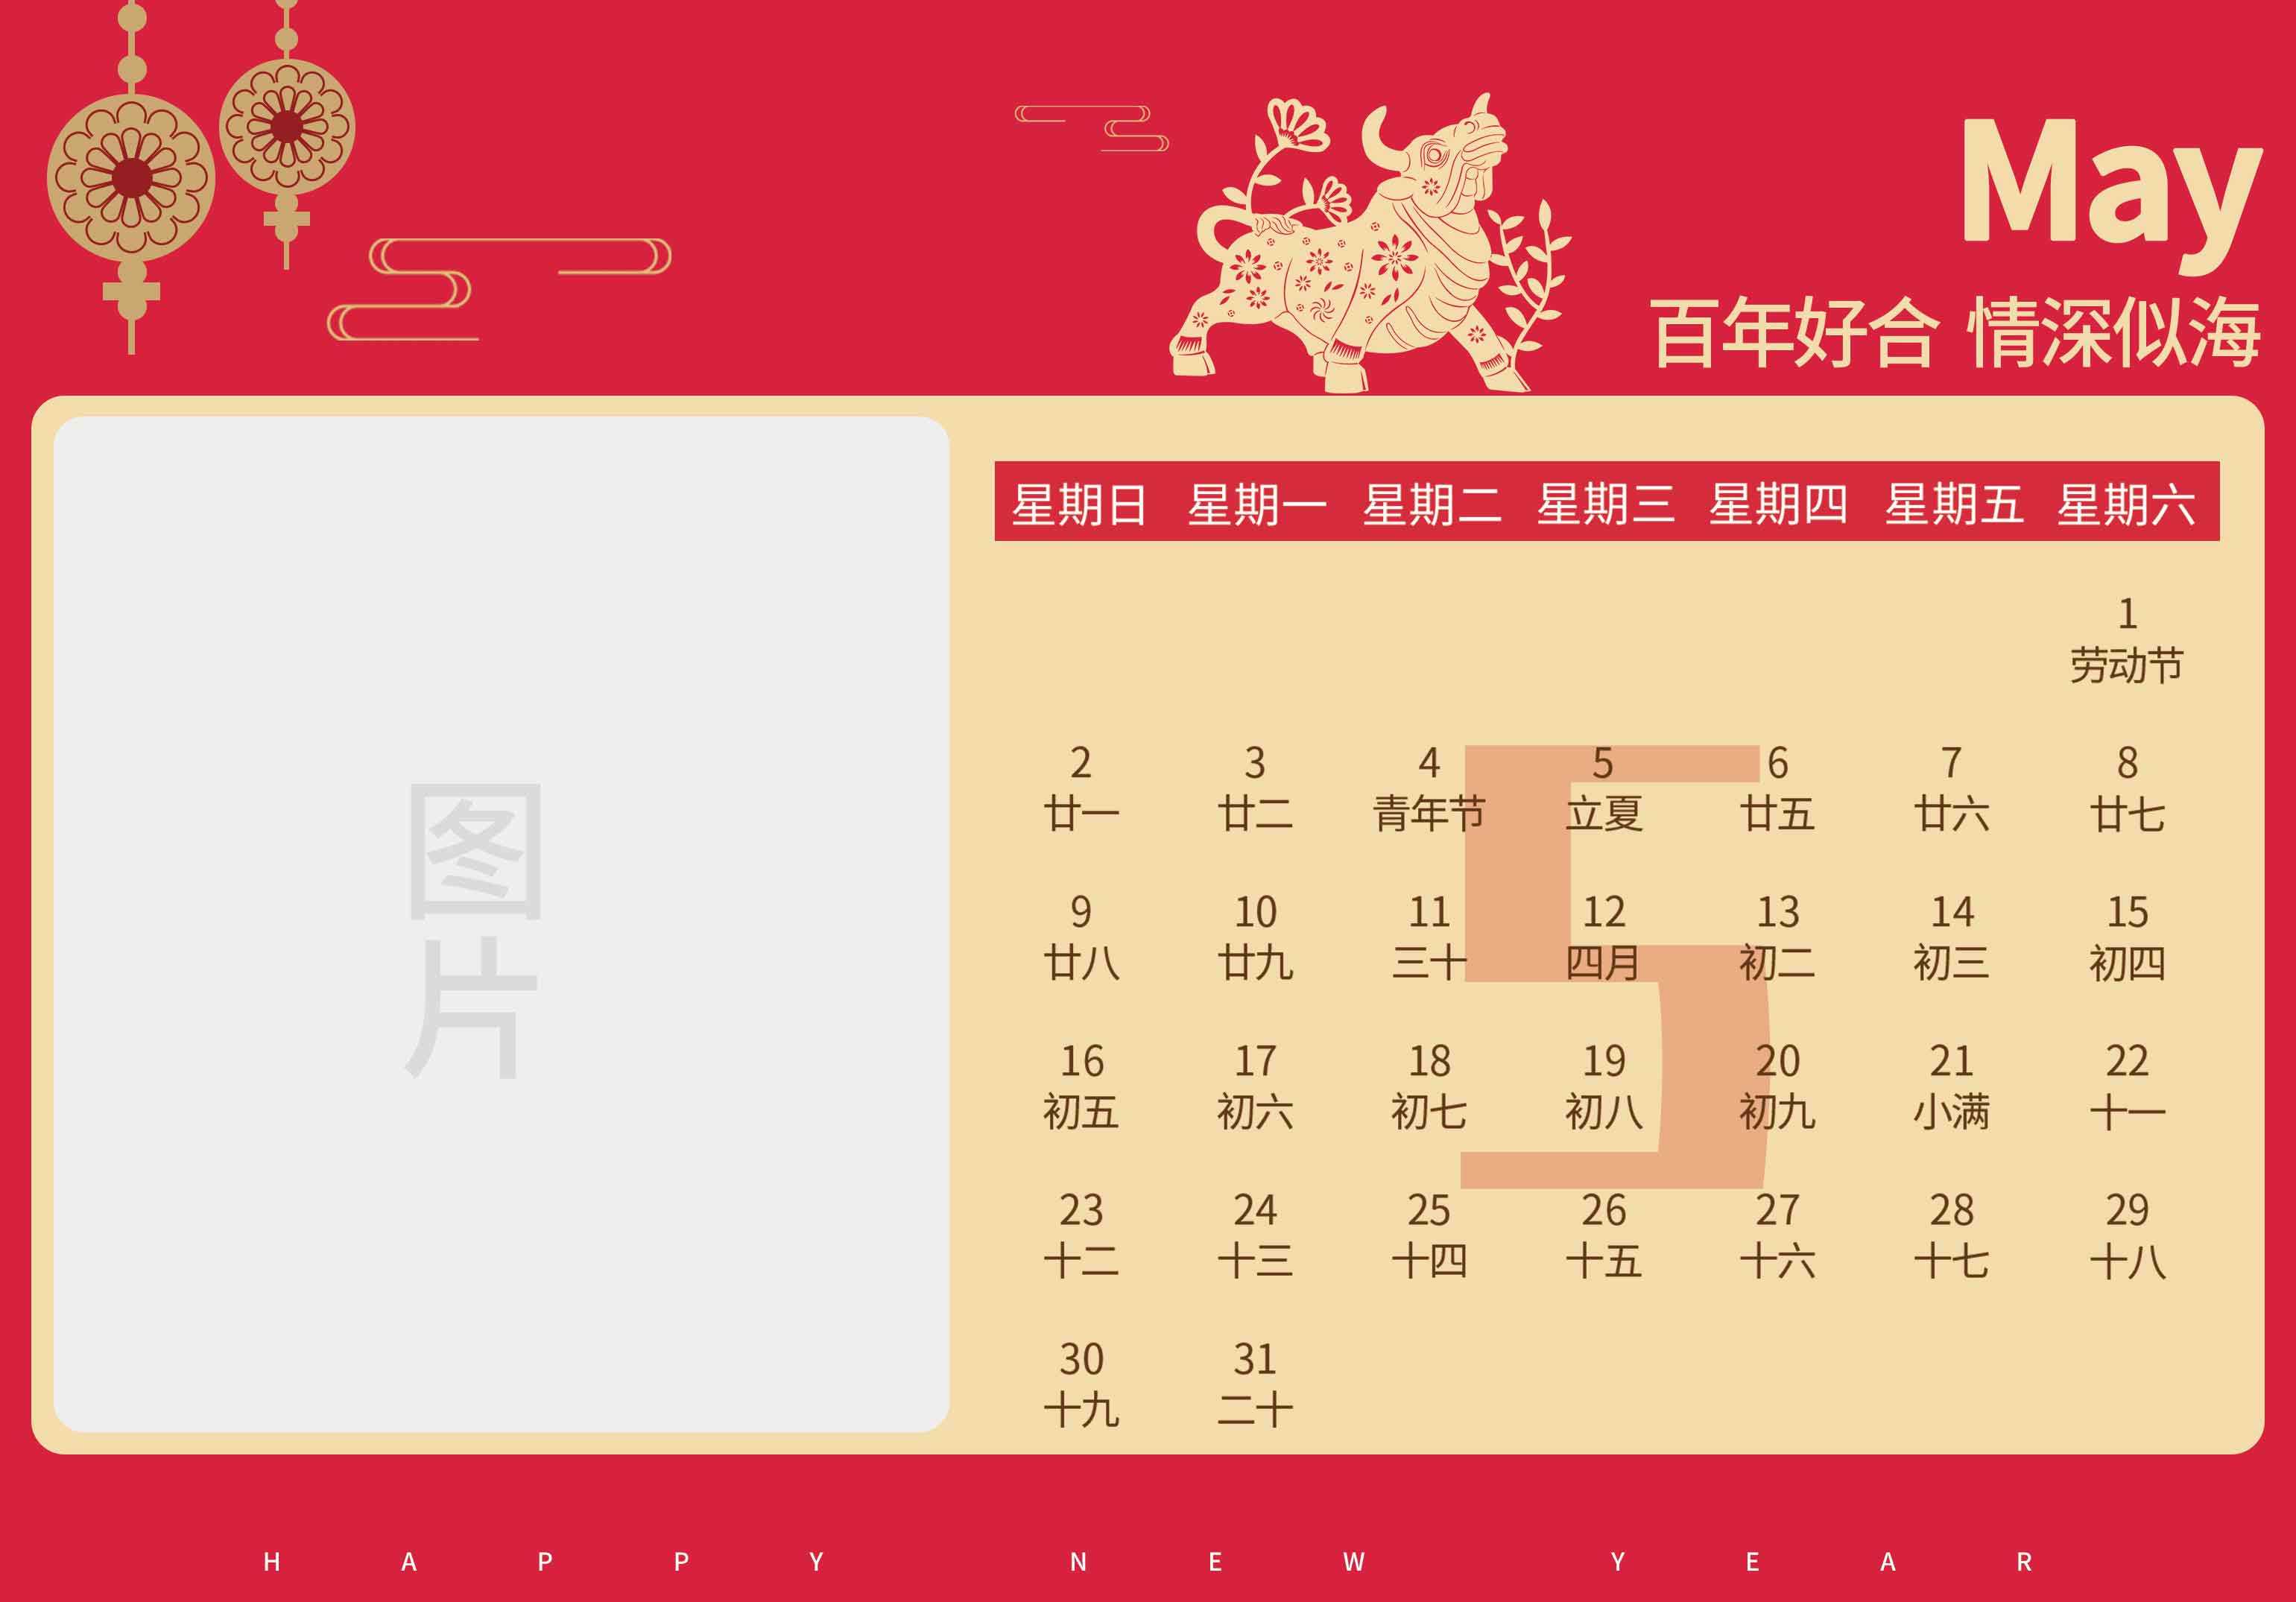 May
百年好合 情深似海
图
片
星期日 星期一 星期二 星期三 星期四 星期五 星期六
1
劳动节
5
2 3 4 5 6 7 8
廿一 廿二 青年节 立夏 廿五 廿六 廿七
9 10 11 12 13 14 15
廿八 廿九 三十 四月 初二 初三 初四
16 17 18 19 20 21 22
初五 初六 初七 初八 初九 小满 十一
23 24 25 26 27 28 29
十二 十三 十四 十五 十六 十七 十八
30 31
十九 二十
HAPPY NEW YEAR